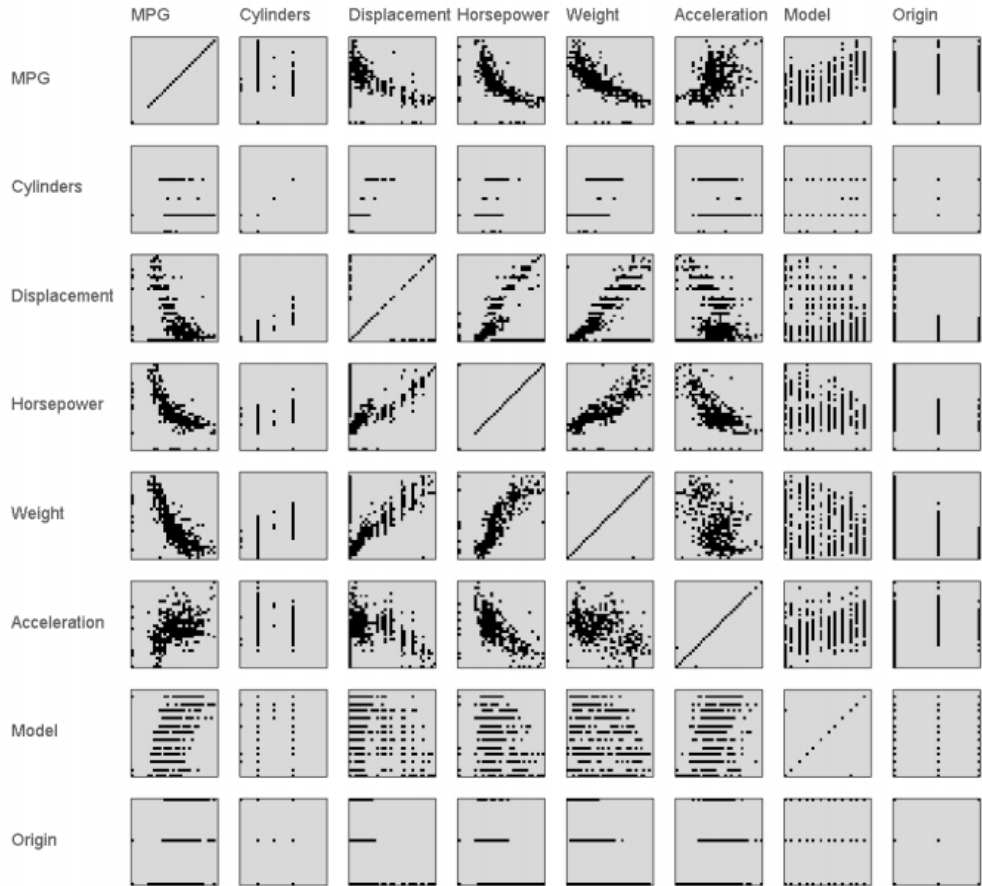 MPG Cylinders Displacement Horsepower Weight Acceleration Model Origin
MPG
Cylinders
Displacement
Horsepower
Weight
Acceleration
Model
Origin